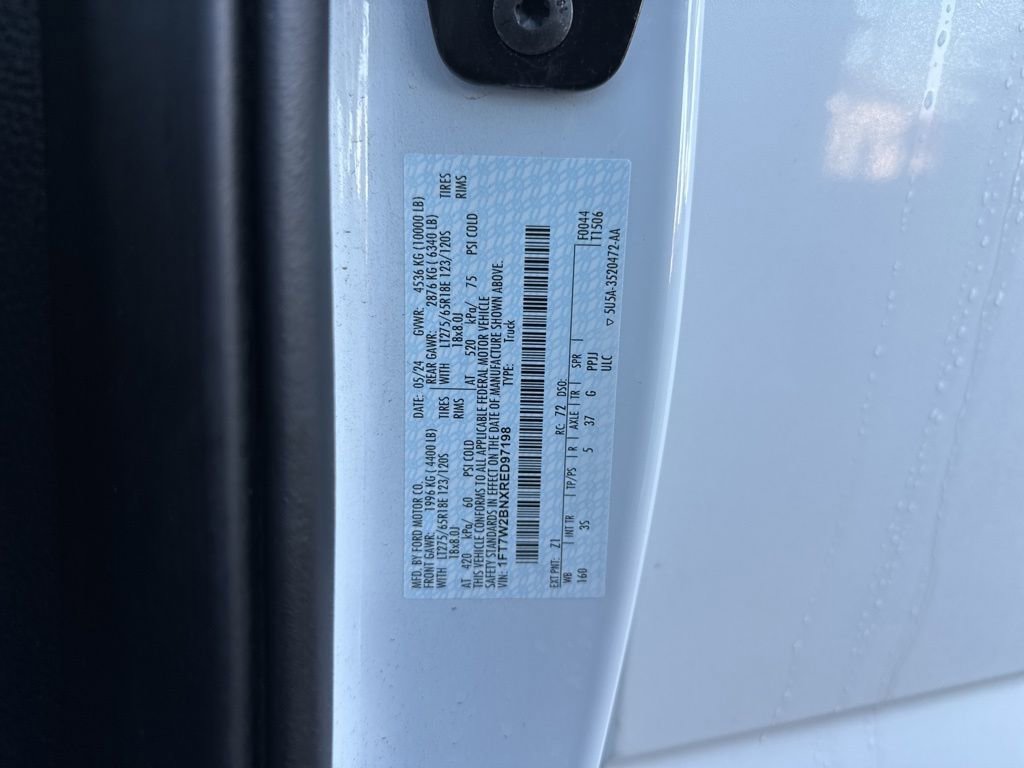 MFD. BY FORD MOTOR CO.
DATE: 05/24 GVWR: 4536 KG (10000 LB)
FRONT GAWR: 1996 KG (4400 LB) REAR GAWR: 2876 KG (6340 LB)
WITH LT275/65R18E 123/120S TIRES WITH LT275/65R18E 123/120S TIRES
18x8.0J RIMS 18x8.0J RIMS
AT 420 kPa/ 60 PSI COLD AT 520 kPa/ 75 PSI COLD
THIS VEHICLE CONFORMS TO ALL APPLICABLE FEDERAL MOTOR VEHICLE
SAFETY STANDARDS IN EFFECT ON THE DATE OF MANUFACTURE SHOWN ABOVE.
VIN: 1FT7W2BNXRED97198 TYPE: Truck
F0044
T1506
EXT PNT: Z1 RC: 72 DSO:
WB INT TR TP/PS R AXLE TR SPR
160 3S 5 37 G PPJJ
ULC
5U5A-3520472-AA